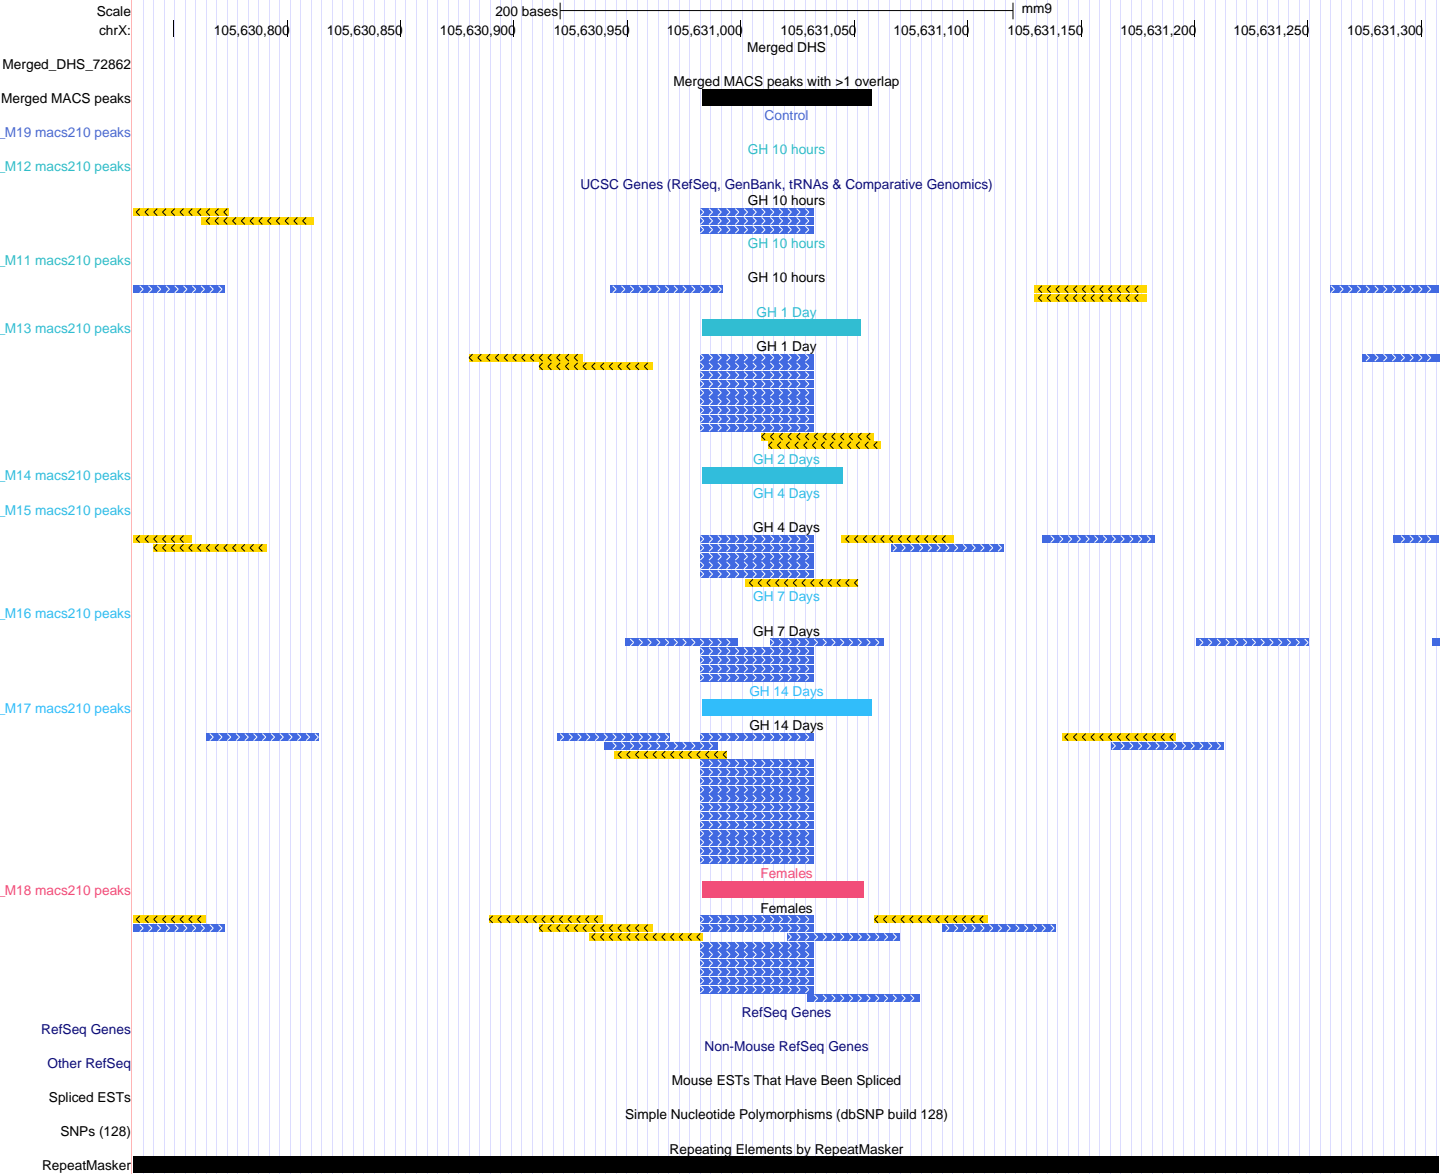 Scale 200 bases mm9
chrX: 105,630,800 105,630,850 105,630,900 105,630,950 105,631,000 105,631,050 105,631,100 105,631,150 105,631,200 105,631,250 105,631,300
Merged DHS
Merged_DHS_72862
Merged MACS peaks with >1 overlap
Merged MACS peaks
Control
_M19 macs210 peaks
GH 10 hours
_M12 macs210 peaks
UCSC Genes (RefSeq, GenBank, tRNAs & Comparative Genomics)
GH 10 hours
GH 10 hours
_M11 macs210 peaks
GH 10 hours
GH 1 Day
_M13 macs210 peaks
GH 1 Day
GH 2 Days
_M14 macs210 peaks
GH 4 Days
_M15 macs210 peaks
GH 4 Days
GH 7 Days
_M16 macs210 peaks
GH 7 Days
GH 14 Days
_M17 macs210 peaks
GH 14 Days
Females
_M18 macs210 peaks
Females
RefSeq Genes
RefSeq Genes
Non-Mouse RefSeq Genes
Other RefSeq
Mouse ESTs That Have Been Spliced
Spliced ESTs
Simple Nucleotide Polymorphisms (dbSNP build 128)
SNPs (128)
Repeating Elements by RepeatMasker
RepeatMasker